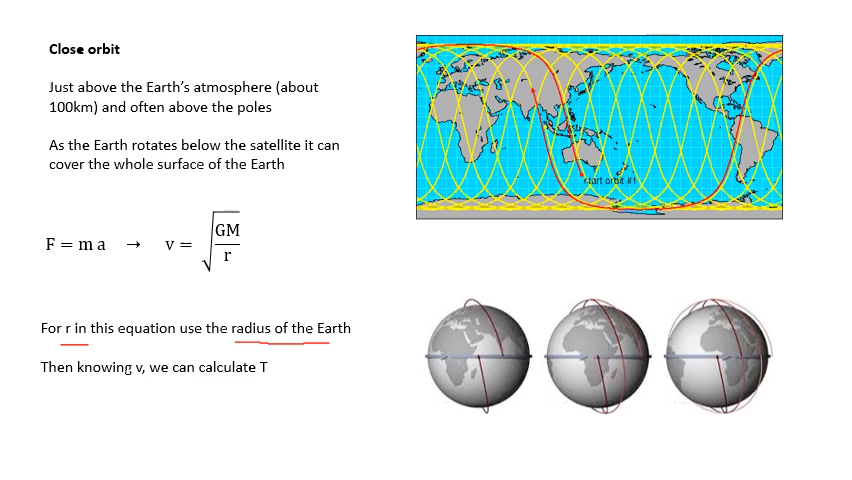 Close orbit
Just above the Earth’s atmosphere (about
100km) and often above the poles
As the Earth rotates below the satellite it can
cover the whole surface of the Earth
F = m a → v = √(GM/r)
For r in this equation use the radius of the Earth
Then knowing v, we can calculate T
start orbit #1